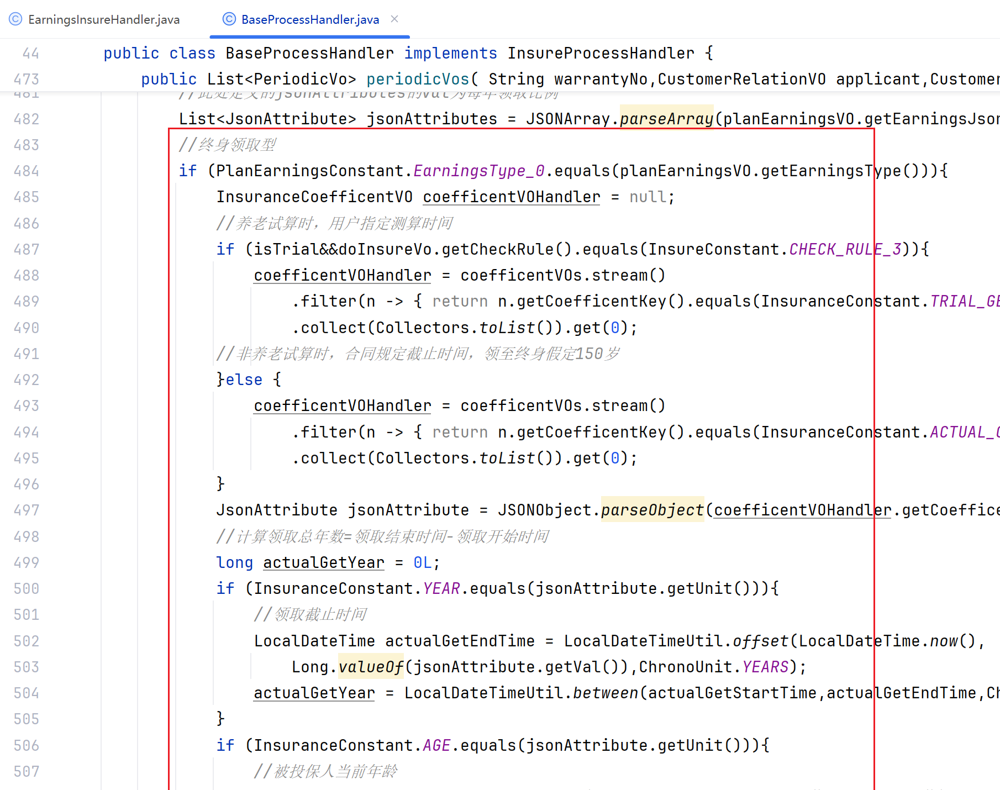 EarningsInsureHandler.java
BaseProcessHandler.java
44 public class BaseProcessHandler implements InsureProcessHandler {
473 public List<PeriodicVo> periodicVos( String warrantyNo,CustomerRelationVO applicant,Customer
481 //此处定义的jsonAttributes的val为每年领取比例
482 List<JsonAttribute> jsonAttributes = JSONArray.parseArray(planEarningsVO.getEarningsJson
483 //终身领取型
484 if (PlanEarningsConstant.EarningsType_0.equals(planEarningsVO.getEarningsType())){
485 InsuranceCoefficentVO coefficentVOHandler = null;
486 //养老试算时，用户指定测算时间
487 if (isTrial&&doInsureVo.getCheckRule().equals(InsureConstant.CHECK_RULE_3)){
488 coefficentVOHandler = coefficentVOs.stream()
489 .filter(n -> { return n.getCoefficentKey().equals(InsuranceConstant.TRIAL_GE
490 .collect(Collectors.toList()).get(0);
491 //非养老试算时，合同规定截止时间，领至终身假定150岁
492 }else {
493 coefficentVOHandler = coefficentVOs.stream()
494 .filter(n -> { return n.getCoefficentKey().equals(InsuranceConstant.ACTUAL_G
495 .collect(Collectors.toList()).get(0);
496 }
497 JsonAttribute jsonAttribute = JSONObject.parseObject(coefficentVOHandler.getCoeffice
498 //计算领取总年数=领取结束时间-领取开始时间
499 long actualGetYear = 0L;
500 if (InsuranceConstant.YEAR.equals(jsonAttribute.getUnit())){
501 //领取截止时间
502 LocalDateTime actualGetEndTime = LocalDateTimeUtil.offset(LocalDateTime.now(),
503 Long.valueOf(jsonAttribute.getVal()),ChronoUnit.YEARS);
504 actualGetYear = LocalDateTimeUtil.between(actualGetStartTime,actualGetEndTime,Ch
505 }
506 if (InsuranceConstant.AGE.equals(jsonAttribute.getUnit())){
507 //被投保人当前年龄